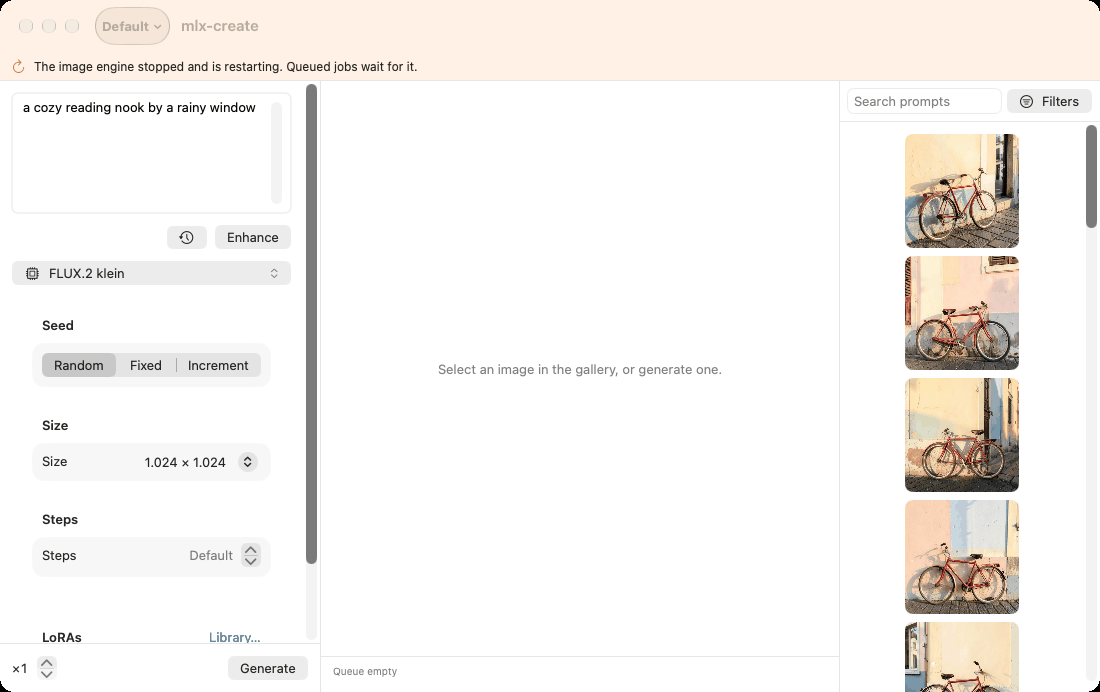 Default
mlx-create
The image engine stopped and is restarting. Queued jobs wait for it.
a cozy reading nook by a rainy window
Enhance
FLUX.2 klein
Seed
Random Fixed Increment
Size
Size 1.024 × 1.024
Steps
Steps Default
LoRAs Library...
×1 Generate
Select an image in the gallery, or generate one.
Queue empty
Search prompts Filters